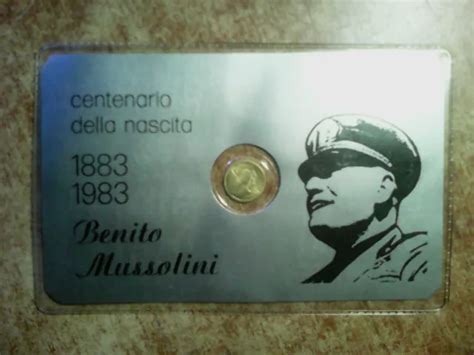 centenario
della nascita
1883
1983
Benito
Mussolini